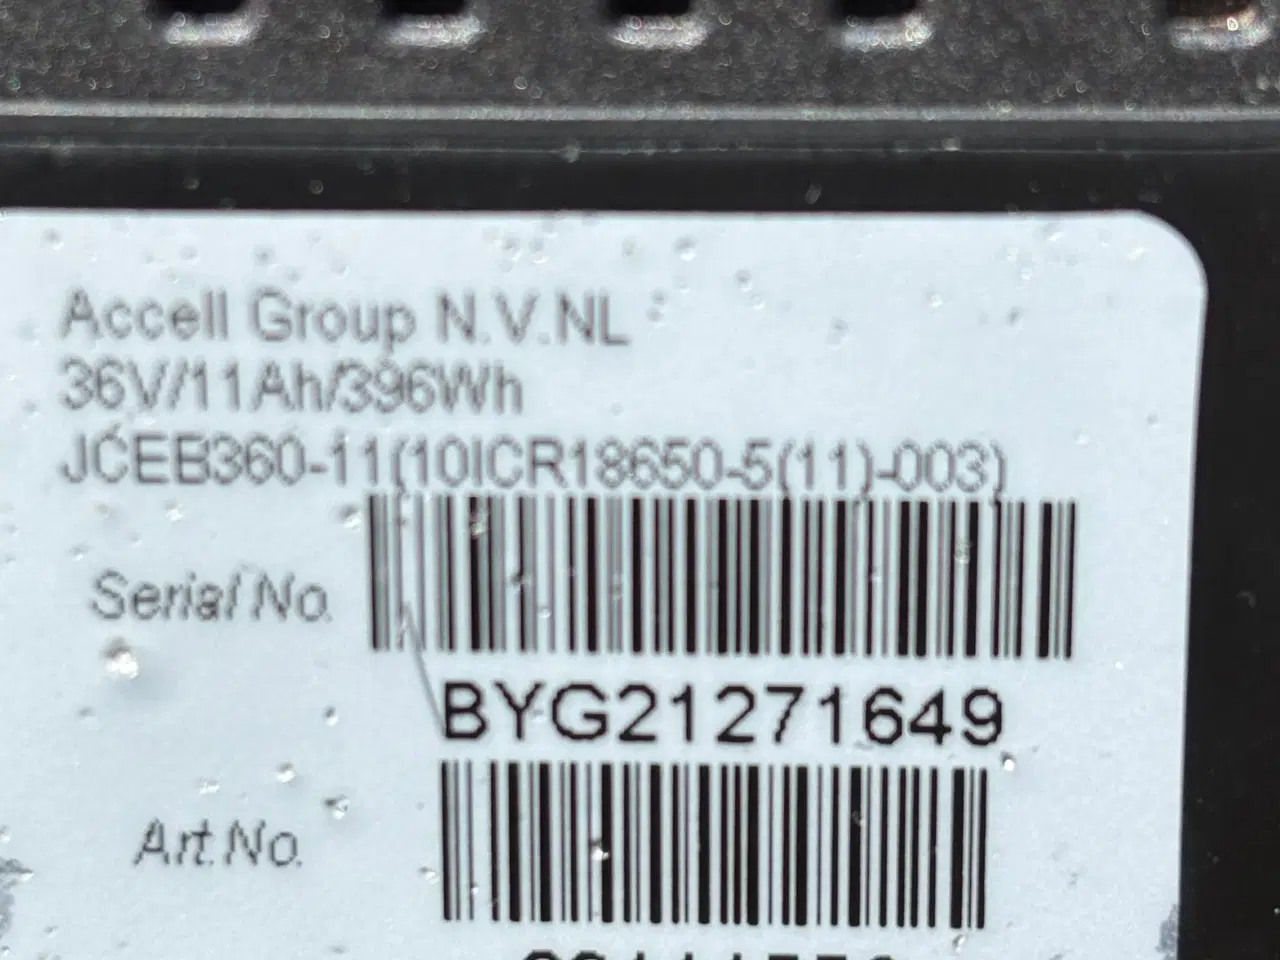 Accell Group N.V.NL
36V/11Ah/396Wh
JCEB360-11(10ICR18650-5(11)-003)
Serial No.
BYG21271649
Art.No.